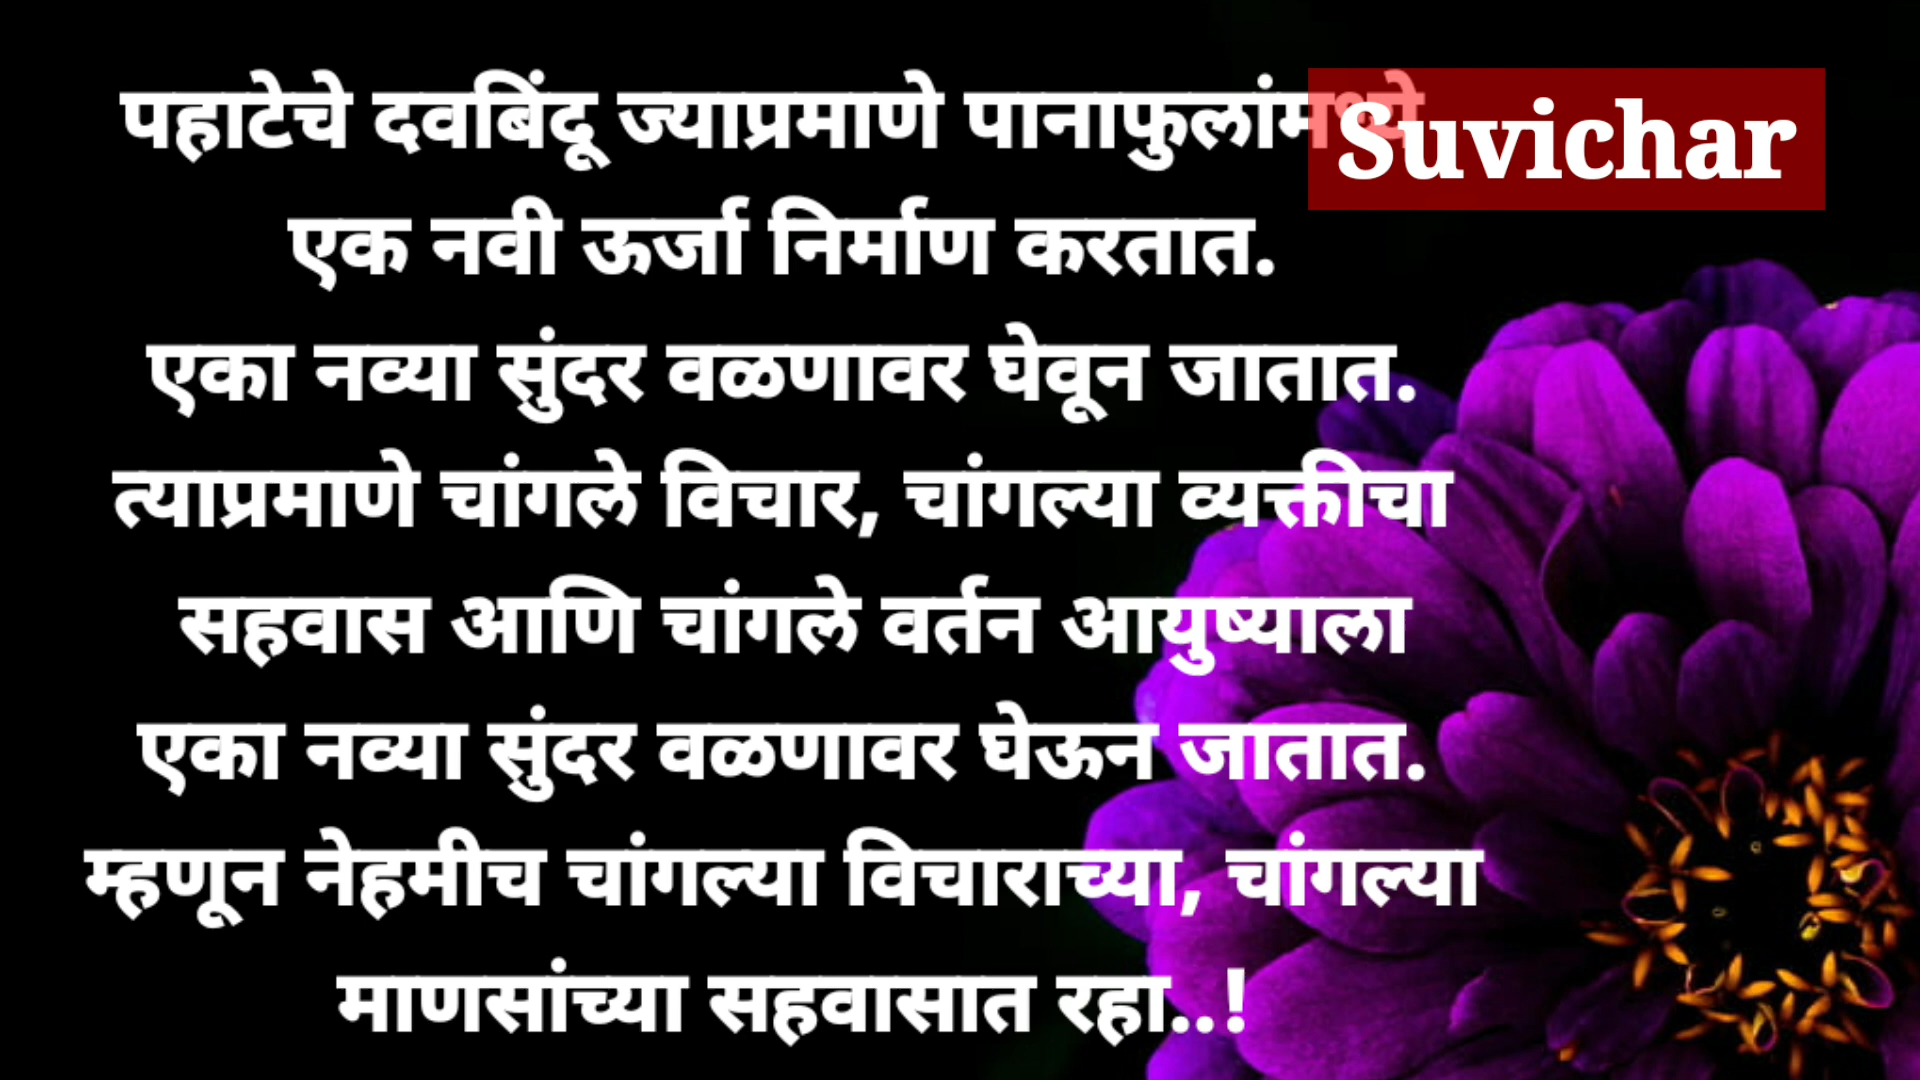 पहाटेचे दवबिंदू ज्याप्रमाणे पानाफुलांमध्ये
Suvichar
एक नवी ऊर्जा निर्माण करतात.
एका नव्या सुंदर वळणावर घेवून जातात.
त्याप्रमाणे चांगले विचार, चांगल्या व्यक्तीचा
सहवास आणि चांगले वर्तन आयुष्याला
एका नव्या सुंदर वळणावर घेऊन जातात.
म्हणून नेहमीच चांगल्या विचाराच्या, चांगल्या
माणसांच्या सहवासात रहा..!